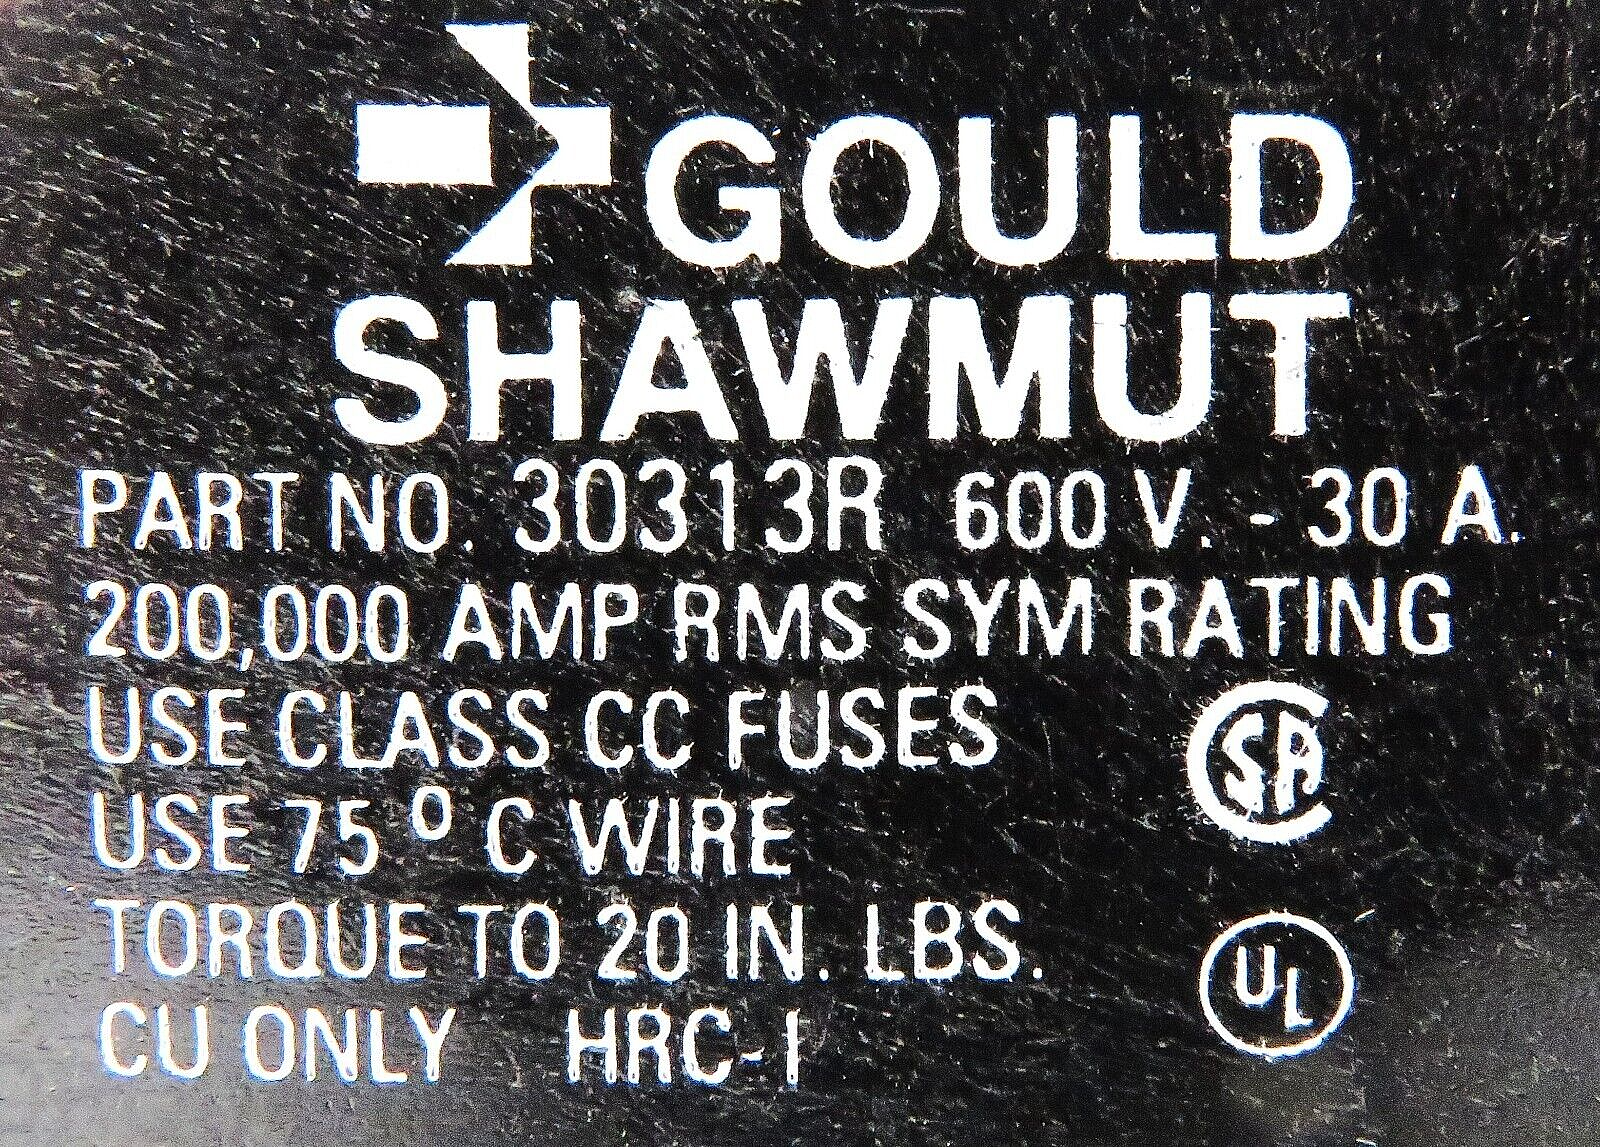 GOULD
SHAWMUT
PART NO. 30313R 600 V. - 30 A.
200,000 AMP RMS SYM RATING
USE CLASS CC FUSES
CSA
USE 75° C WIRE
TORQUE TO 20 IN. LBS.
UL
CU ONLY HRC-I